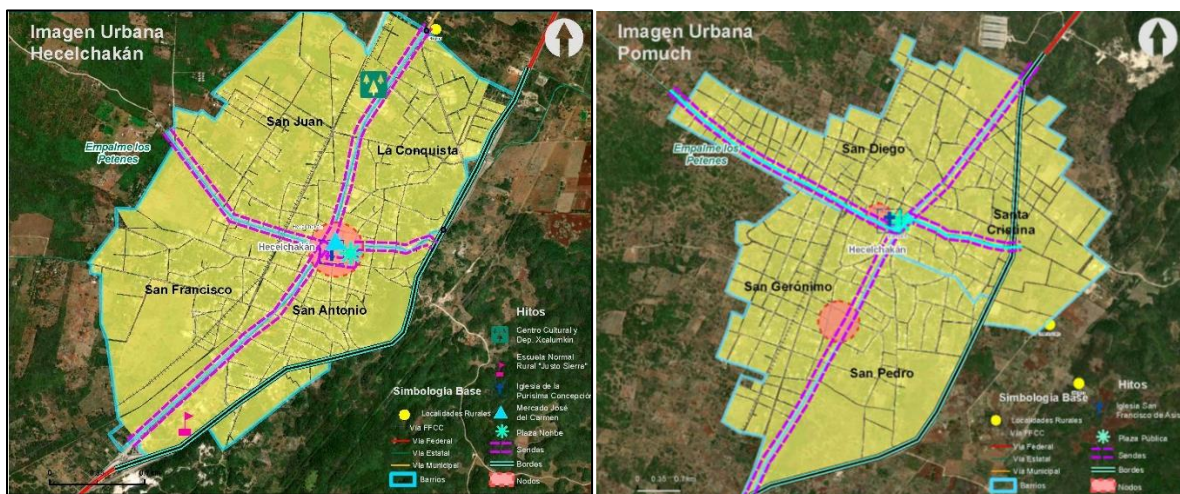 Imagen Urbana
Hecelchakán
San Juan
La Conquista
Empalme los
Petenes
Hecelchakán
San Francisco
San Antonio
Hitos
Centro Cultural y
Dep. Xcalumkin
Escuela Normal
Rural "Justo Sierra"
Iglesia de la
Purísima Concepción
Mercado José
del Carmen
Plaza Nohbe
Sendas
Bordes
Nodos
Simbología Base
Localidades Rurales
Vía FFCC
Vía Federal
Vía Estatal
Vía Municipal
Barrios
Imagen Urbana
Pomuch
San Diego
Empalme los
Petenes
Santa
Cristina
Hecelchakán
San Gerónimo
San Pedro
Hitos
Iglesia San
Francisco de Asis
Plaza Pública
Sendas
Bordes
Nodos
Simbología Base
Localidades Rurales
Vía FFCC
Vía Federal
Vía Estatal
Vía Municipal
Barrios